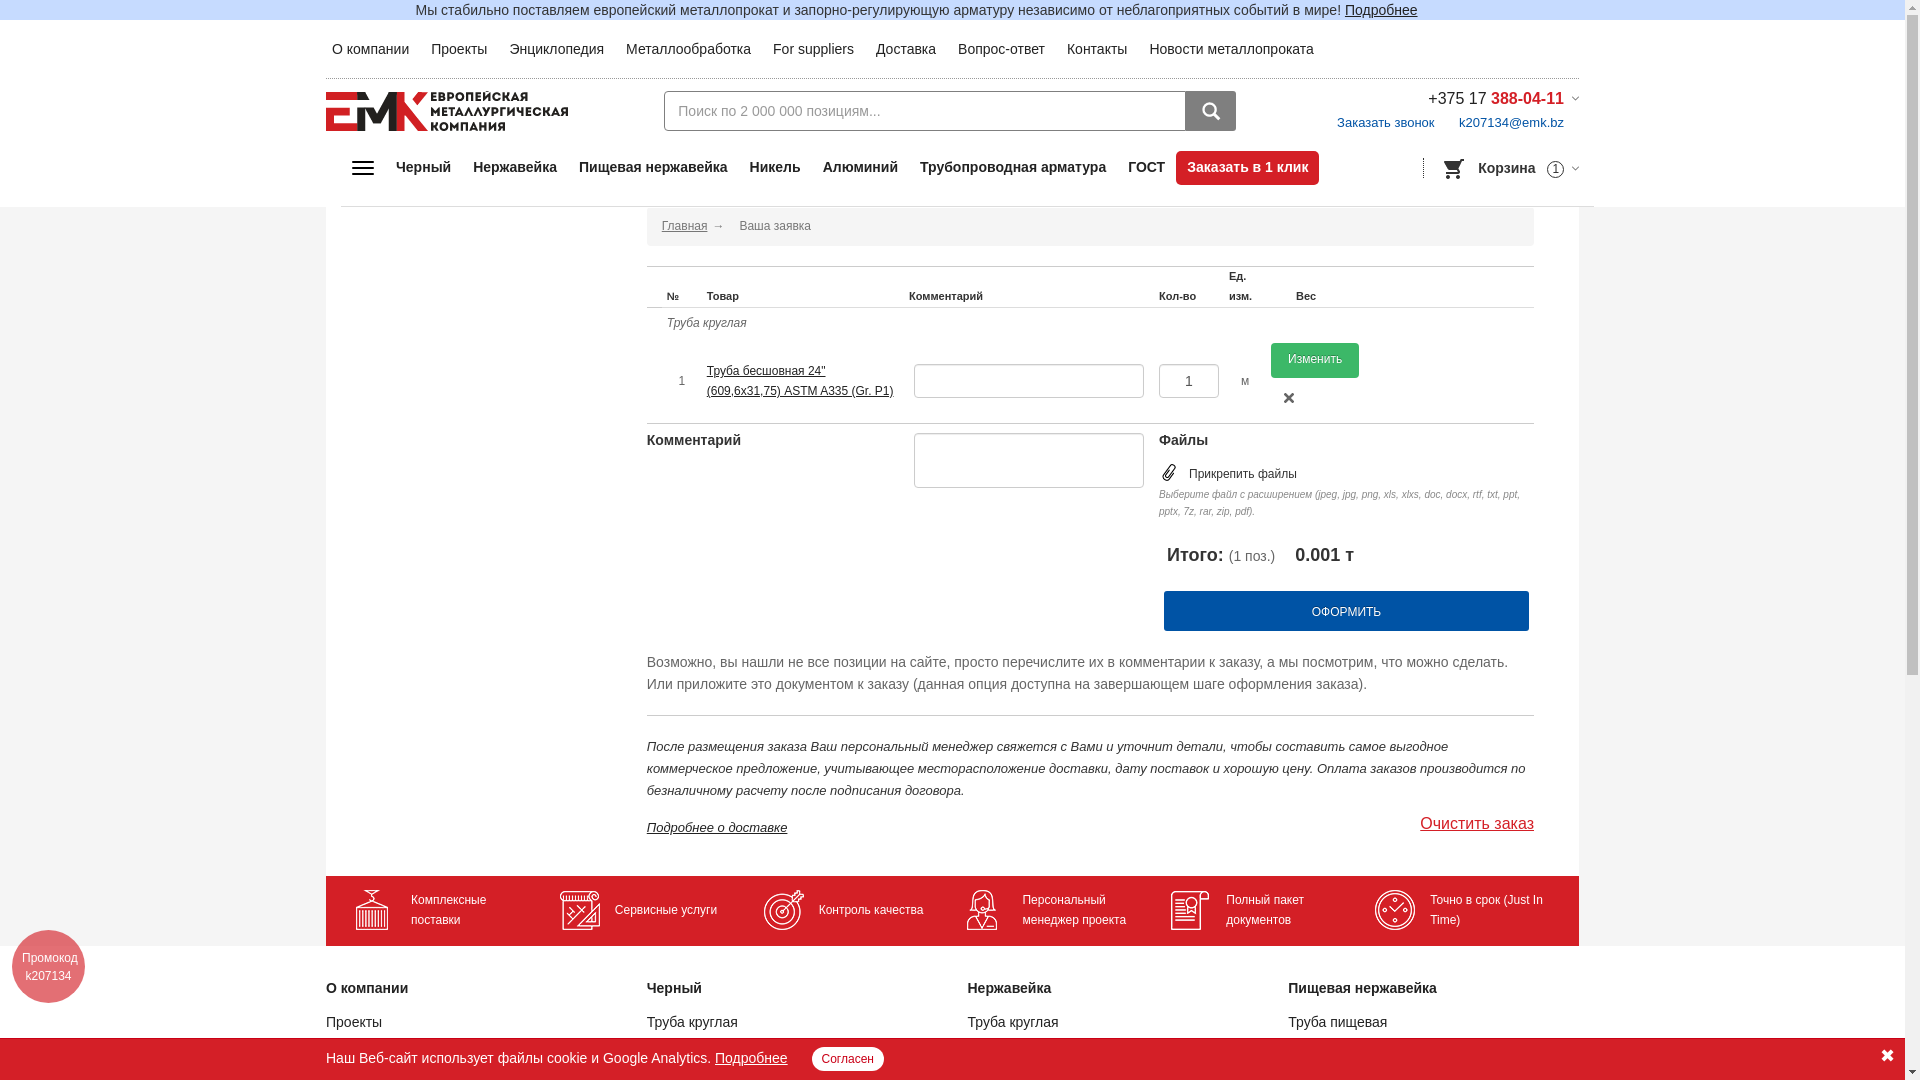 Мы стабильно поставляем европейский металлопрокат и запорно-регулирующую арматуру независимо от неблагоприятных событий в мире! Подробнее
О компании Проекты Энциклопедия Металлообработка For suppliers Доставка Вопрос-ответ Контакты Новости металлопроката
ЕМК ЕВРОПЕЙСКАЯ
МЕТАЛЛУРГИЧЕСКАЯ
КОМПАНИЯ
Поиск по 2 000 000 позициям...
+375 17 388-04-11
Заказать звонок k207134@emk.bz
Черный Нержавейка Пищевая нержавейка Никель Алюминий Трубопроводная арматура ГОСТ Заказать в 1 клик Корзина 1
Главная → Ваша заявка
№ Товар Комментарий Кол-во Ед. изм. Вес
Труба круглая
1 Труба бесшовная 24" (609,6x31,75) ASTM A335 (Gr. P1) 1 м Изменить
Комментарий
Файлы
Прикрепить файлы
Выберите файл с расширением (jpeg, jpg, png, xls, xlxs, doc, docx, rtf, txt, ppt,
pptx, 7z, rar, zip, pdf).
Итого: (1 поз.) 0.001 т
ОФОРМИТЬ
Возможно, вы нашли не все позиции на сайте, просто перечислите их в комментарии к заказу, а мы посмотрим, что можно сделать.
Или приложите это документом к заказу (данная опция доступна на завершающем шаге оформления заказа).
После размещения заказа Ваш персональный менеджер свяжется с Вами и уточнит детали, чтобы составить самое выгодное
коммерческое предложение, учитывающее месторасположение доставки, дату поставок и хорошую цену. Оплата заказов производится по
безналичному расчету после подписания договора.
Подробнее о доставке
Очистить заказ
Комплексные
поставки
Сервисные услуги
Контроль качества
Персональный
менеджер проекта
Полный пакет
документов
Точно в срок (Just In
Time)
Промокод
k207134
О компании Черный Нержавейка Пищевая нержавейка
Проекты Труба круглая Труба круглая Труба пищевая
Наш Веб-сайт использует файлы cookie и Google Analytics. Подробнее Согласен